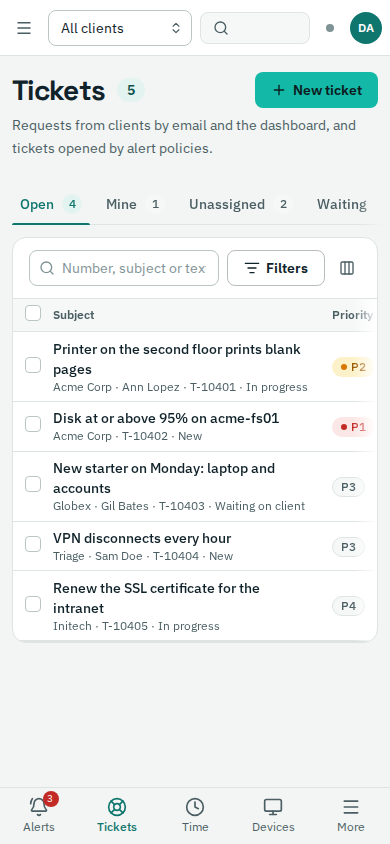 All clients
DA
Tickets 5
New ticket
Requests from clients by email and the dashboard, and
tickets opened by alert policies.
Open 4 Mine 1 Unassigned 2 Waiting
Number, subject or tex
Filters
Subject Priority
Printer on the second floor prints blank
pages
Acme Corp · Ann Lopez · T-10401 · In progress
P2
Disk at or above 95% on acme-fs01
Acme Corp · T-10402 · New
P1
New starter on Monday: laptop and
accounts
Globex · Gil Bates · T-10403 · Waiting on client
P3
VPN disconnects every hour
Triage · Sam Doe · T-10404 · New
P3
Renew the SSL certificate for the
intranet
Initech · T-10405 · In progress
P4
3
Alerts Tickets Time Devices More